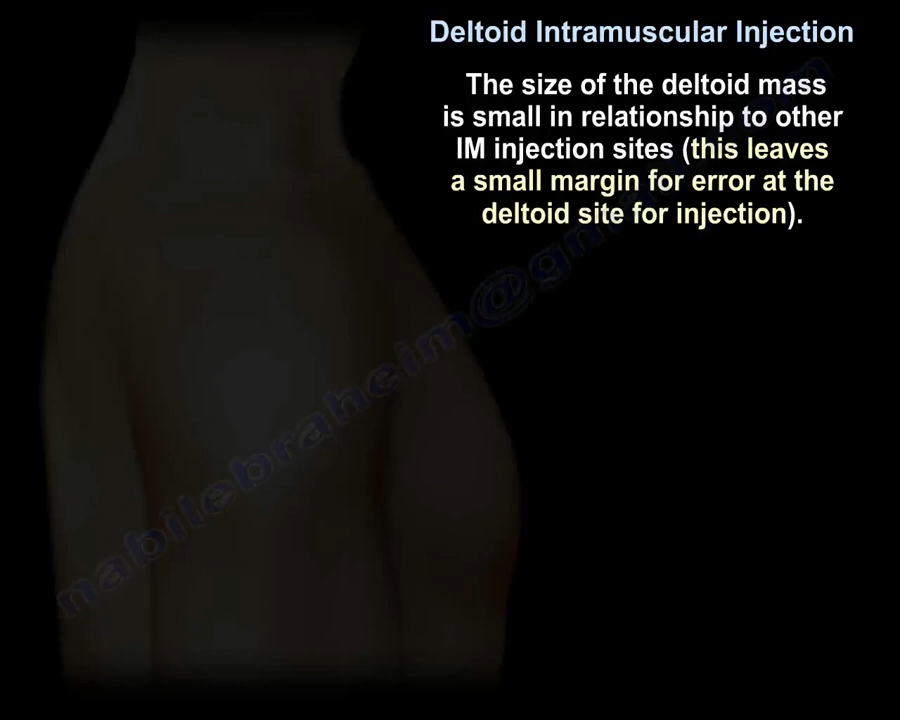 Deltoid Intramuscular Injection
The size of the deltoid mass
is small in relationship to other
IM injection sites (this leaves
a small margin for error at the
deltoid site for injection).